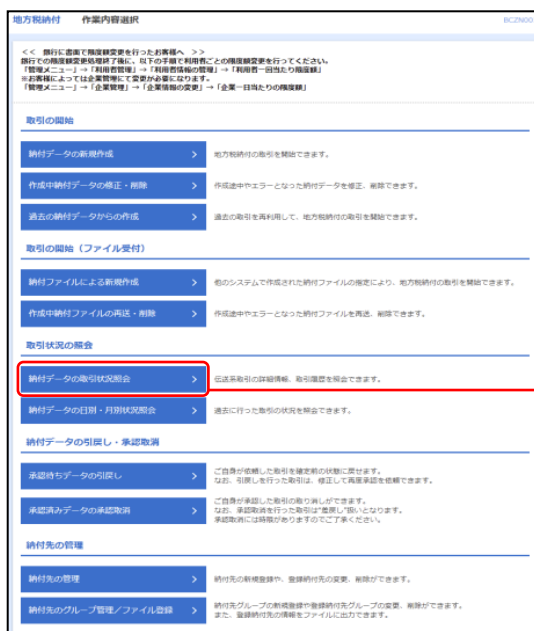 地方税納付　作業内容選択
BCZN00
<< 銀行に書面で限度額変更を行ったお客様へ >>
銀行での限度額変更処理終了後に、以下の手順で利用者ごとの限度額変更を行ってください。
「管理メニュー」→「利用者管理」→「利用者情報の管理」→「利用者一回当たり限度額」
※お客様によっては企業管理にて変更が必要になります。
「管理メニュー」→「企業管理」→「企業情報の変更」→「企業一日当たりの限度額」
取引の開始
納付データの新規作成 > 地方税納付の取引を開始できます。
作成中納付データの修正・削除 > 作成途中やエラーとなった納付データを修正、削除できます。
過去の納付データからの作成 > 過去の取引を再利用して、地方税納付の取引を開始できます。
取引の開始（ファイル受付）
納付ファイルによる新規作成 > 他のシステムで作成された納付ファイルの指定により、地方税納付の取引を開始できます。
作成中納付ファイルの再送・削除 > 作成途中やエラーとなった納付ファイルを再送、削除できます。
取引状況の照会
納付データの取引状況照会 > 伝送系取引の詳細情報、取引履歴を照会できます。
納付データの日別・月別状況照会 > 過去に行った取引の状況を照会できます。
納付データの引戻し・承認取消
承認待ちデータの引戻し > ご自身が依頼した取引を確定前の状態に戻せます。
なお、引戻しを行った取引は、修正して再度承認を依頼できます。
承認済みデータの承認取消 > ご自身が承認した取引の取り消しができます。
なお、承認取消を行った取引は"差戻し"扱いとなります。
承認取消には時限がありますのでご了承ください。
納付先の管理
納付先の管理 > 納付先の新規登録や、登録納付先の変更、削除ができます。
納付先のグループ管理／ファイル登録 > 納付先グループの新規登録や登録納付先グループの変更、削除ができます。
また、登録納付先の情報をファイルに出力できます。